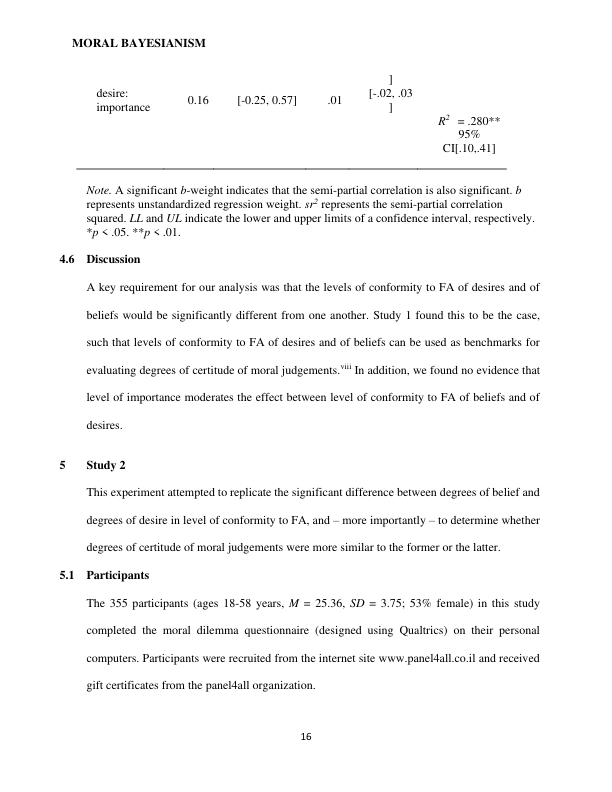 MORAL BAYESIANISM
]
desire: importance 0.16 [-0.25, 0.57] .01 [-.02, .03 ]
R² = .280**
95%
CI[.10,.41]
Note. A significant b-weight indicates that the semi-partial correlation is also significant. b
represents unstandardized regression weight. sr² represents the semi-partial correlation
squared. LL and UL indicate the lower and upper limits of a confidence interval, respectively.
*p < .05. **p < .01.
4.6 Discussion
A key requirement for our analysis was that the levels of conformity to FA of desires and of
beliefs would be significantly different from one another. Study 1 found this to be the case,
such that levels of conformity to FA of desires and of beliefs can be used as benchmarks for
evaluating degrees of certitude of moral judgements.viii In addition, we found no evidence that
level of importance moderates the effect between level of conformity to FA of beliefs and of
desires.
5 Study 2
This experiment attempted to replicate the significant difference between degrees of belief and
degrees of desire in level of conformity to FA, and – more importantly – to determine whether
degrees of certitude of moral judgements were more similar to the former or the latter.
5.1 Participants
The 355 participants (ages 18-58 years, M = 25.36, SD = 3.75; 53% female) in this study
completed the moral dilemma questionnaire (designed using Qualtrics) on their personal
computers. Participants were recruited from the internet site www.panel4all.co.il and received
gift certificates from the panel4all organization.
16